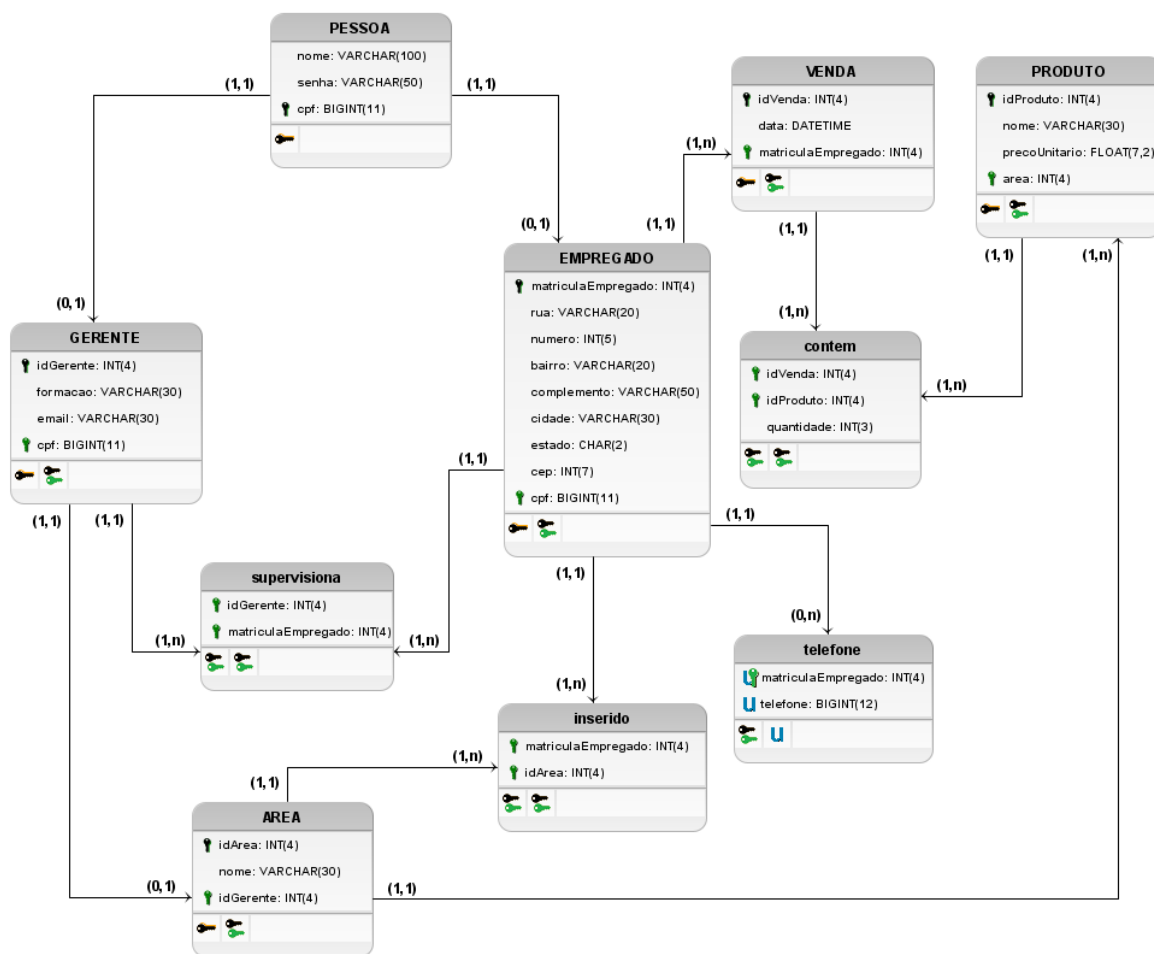 PESSOA
nome: VARCHAR(100)
senha: VARCHAR(50)
cpf: BIGINT(11)
(1,1)
(1,1)
(0,1)
(0,1)
VENDA
idVenda: INT(4)
data: DATETIME
matriculaEmpregado: INT(4)
(1,n)
(1,1)
(1,1)
PRODUTO
idProduto: INT(4)
nome: VARCHAR(30)
precoUnitario: FLOAT(7,2)
area: INT(4)
(1,1)
(1,n)
EMPREGADO
matriculaEmpregado: INT(4)
rua: VARCHAR(20)
numero: INT(5)
bairro: VARCHAR(20)
complemento: VARCHAR(50)
cidade: VARCHAR(30)
estado: CHAR(2)
cep: INT(7)
cpf: BIGINT(11)
(1,1)
(1,1)
(1,1)
GERENTE
idGerente: INT(4)
formacao: VARCHAR(30)
email: VARCHAR(30)
cpf: BIGINT(11)
(1,1)
(1,1)
contem
idVenda: INT(4)
idProduto: INT(4)
quantidade: INT(3)
(1,n)
(1,n)
supervisiona
idGerente: INT(4)
matriculaEmpregado: INT(4)
(1,n)
(1,n)
telefone
u matriculaEmpregado: INT(4)
u telefone: BIGINT(12)
u
(0,n)
inserido
matriculaEmpregado: INT(4)
idArea: INT(4)
(1,n)
(1,n)
AREA
idArea: INT(4)
nome: VARCHAR(30)
idGerente: INT(4)
(1,1)
(0,1)
(1,1)